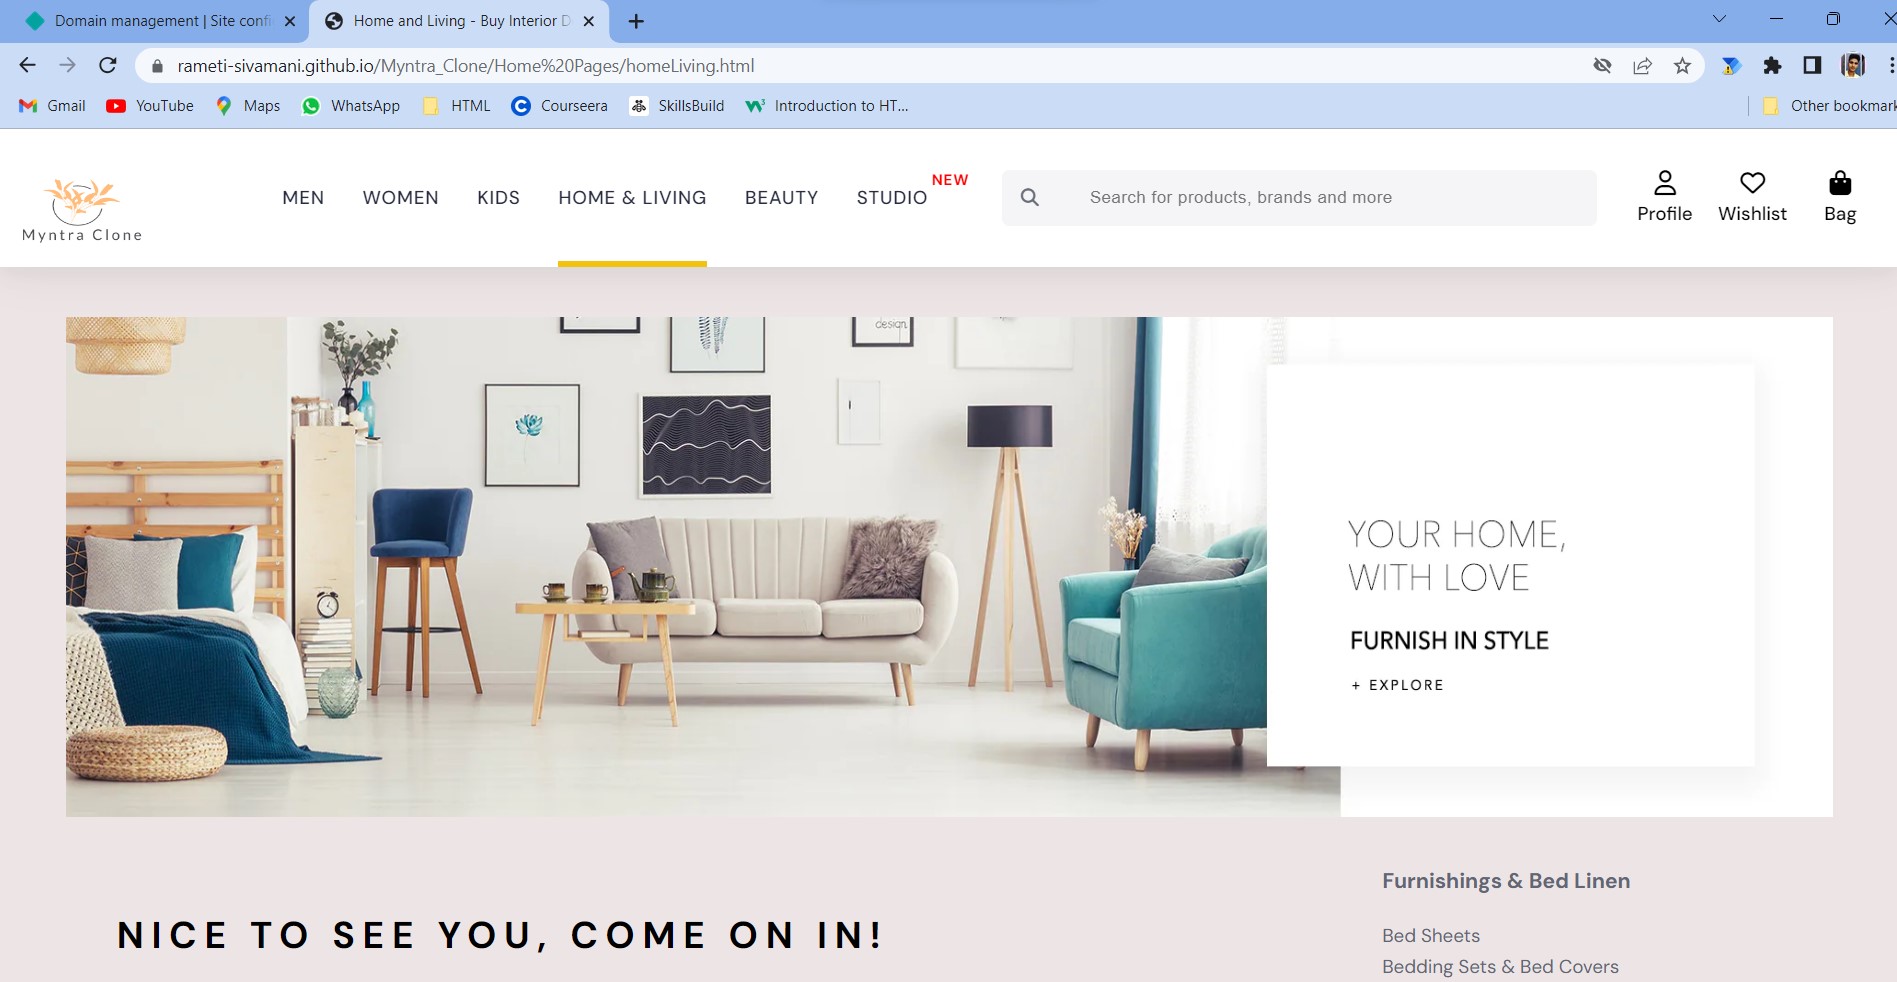 Domain management | Site confi
Home and Living - Buy Interior D
rameti-sivamani.github.io/Myntra_Clone/Home%20Pages/homeLiving.html
Gmail YouTube Maps WhatsApp HTML Courseera SkillsBuild Introduction to HT... Other bookmark
Myntra Clone
MEN WOMEN KIDS HOME & LIVING BEAUTY STUDIO NEW
Search for products, brands and more
Profile Wishlist Bag
design.
YOUR HOME,
WITH LOVE
FURNISH IN STYLE
+ EXPLORE
NICE TO SEE YOU, COME ON IN!
Furnishings & Bed Linen
Bed Sheets
Bedding Sets & Bed Covers